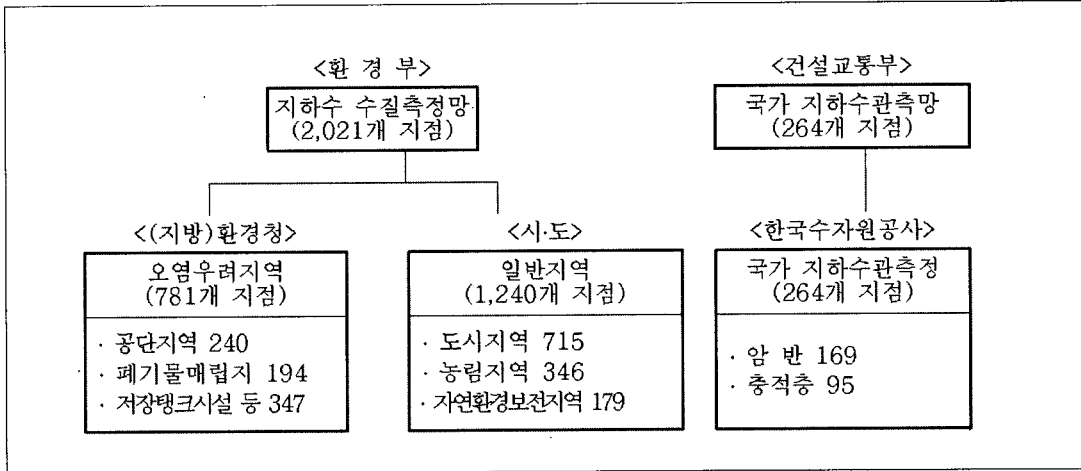 <환 경 부>
지하수 수질측정망
(2,021개 지점)
<건설교통부>
국가 지하수관측망
(264개 지점)
<(지방)환경청>
오염우려지역
(781개 지점)
· 공단지역 240
· 폐기물매립지 194
· 저장탱크시설 등 347
<시·도>
일반지역
(1,240개 지점)
· 도시지역 715
· 농림지역 346
· 자연환경보전지역 179
<한국수자원공사>
국가 지하수관측정
(264개 지점)
· 암 반 169
· 충적층 95